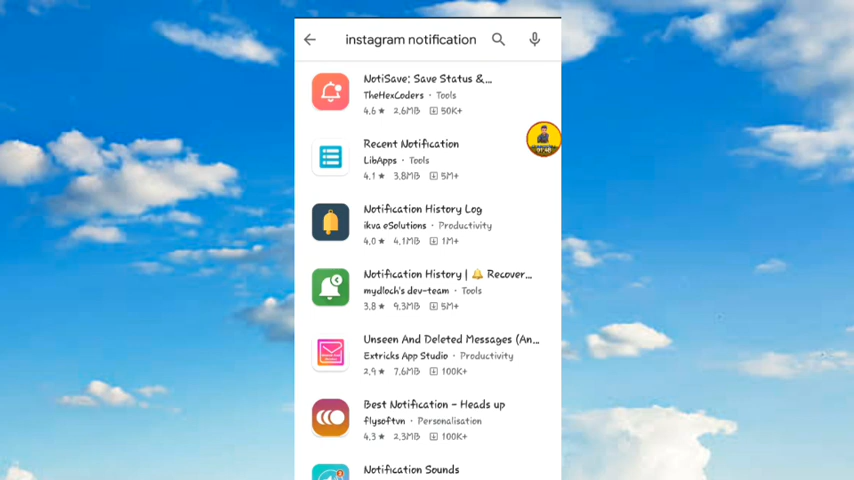 instagram notification
NotiSave: Save Status &...
TheHexCoders · Tools
4.6★ 2.6MB 50K+
Recent Notification
LibApps · Tools
4.1★ 3.8MB 5M+
Notification History Log
ikva eSolutions · Productivity
4.0★ 4.1MB 1M+
Notification History | 🔔 Recover...
mydloch's dev-team · Tools
3.8★ 9.3MB 5M+
Unseen And Deleted Messages (An...
Extricks App Studio · Productivity
2.9★ 7.6MB 100K+
Best Notification - Heads up
flysoftvn · Personalisation
4.3★ 2.3MB 100K+
Notification Sounds